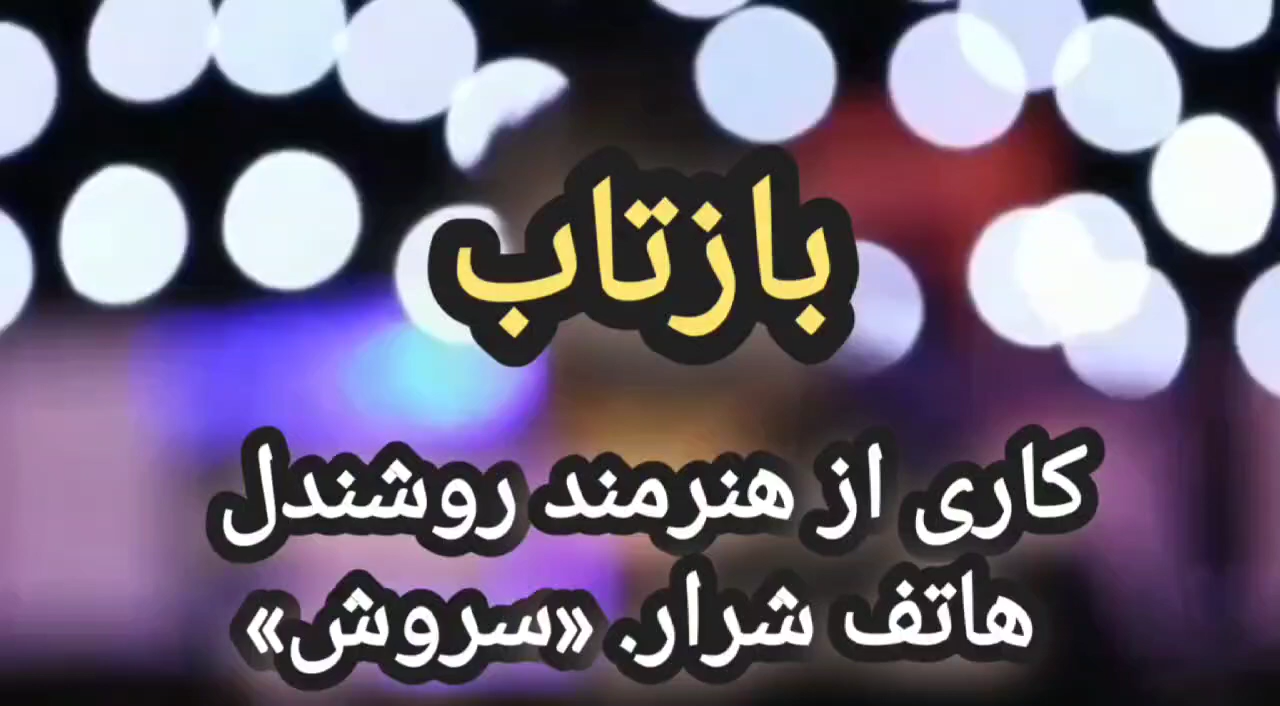 بازتاب
کاری از هنرمند روشندل
هاتف شرار. «سروش»